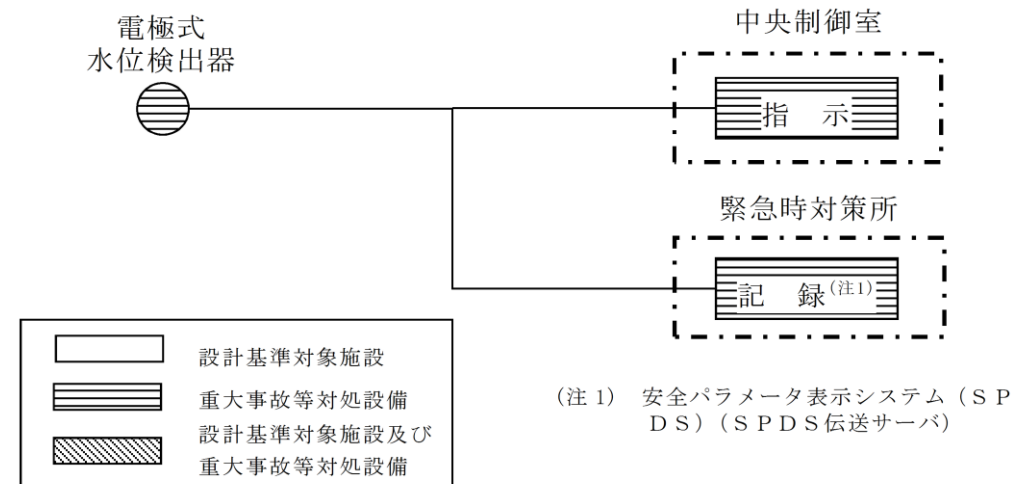 電極式
水位検出器
中央制御室
指　示
緊急時対策所
記　録(注1)
設計基準対象施設
重大事故等対処設備
設計基準対象施設及び
重大事故等対処設備
(注1)　安全パラメータ表示システム（ＳＰ
ＤＳ）（ＳＰＤＳ伝送サーバ）